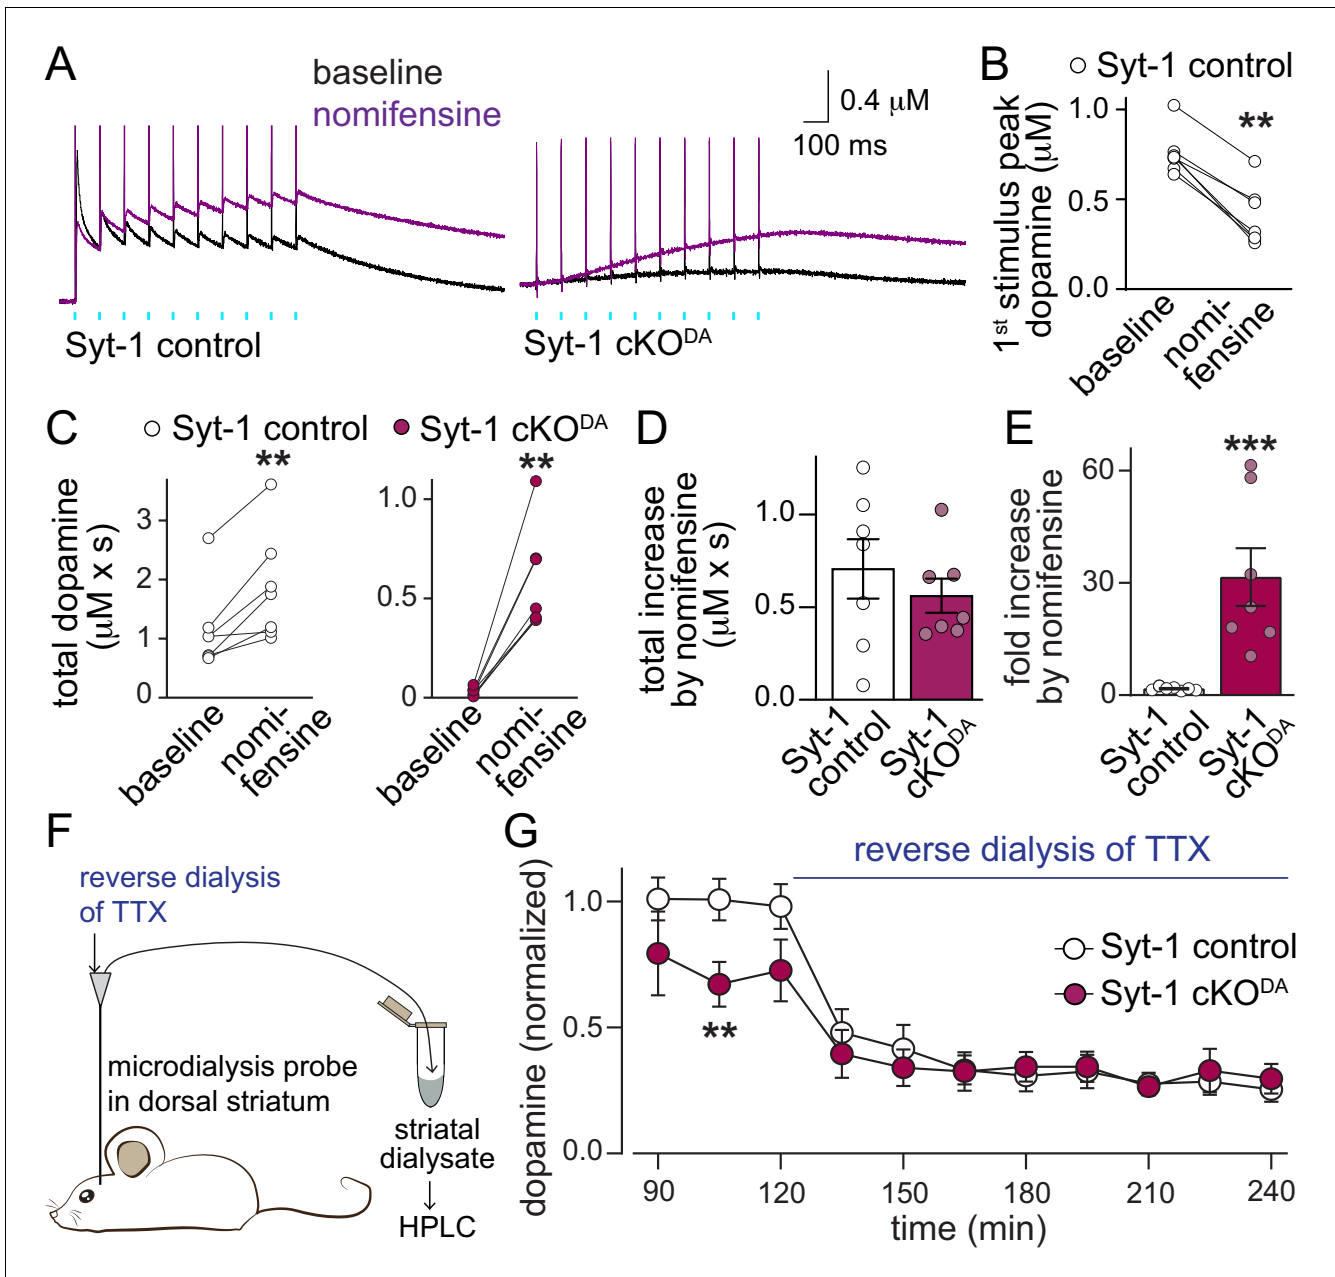 A
baseline
nomifensine
0.4 μM
100 ms
Syt-1 control
Syt-1 cKO^DA
B
Syt-1 control
1st stimulus peak
dopamine (μM)
1.0
0.5
0.0
**
baseline
nomi-
fensine
C
Syt-1 control
Syt-1 cKO^DA
total dopamine
(μM x s)
3
2
1
0
**
baseline
nomi-
fensine
1.0
0.5
0
**
baseline
nomi-
fensine
D
total increase
by nomifensine
(μM x s)
1.0
0.5
0.0
Syt-1
control
Syt-1
cKO^DA
E
fold increase
by nomifensine
60
30
0
***
Syt-1
control
Syt-1
cKO^DA
F
reverse dialysis
of TTX
microdialysis probe
in dorsal striatum
striatal
dialysate
HPLC
G
reverse dialysis of TTX
dopamine (normalized)
1.0
0.5
0.0
**
Syt-1 control
Syt-1 cKO^DA
90
120
150
180
210
240
time (min)